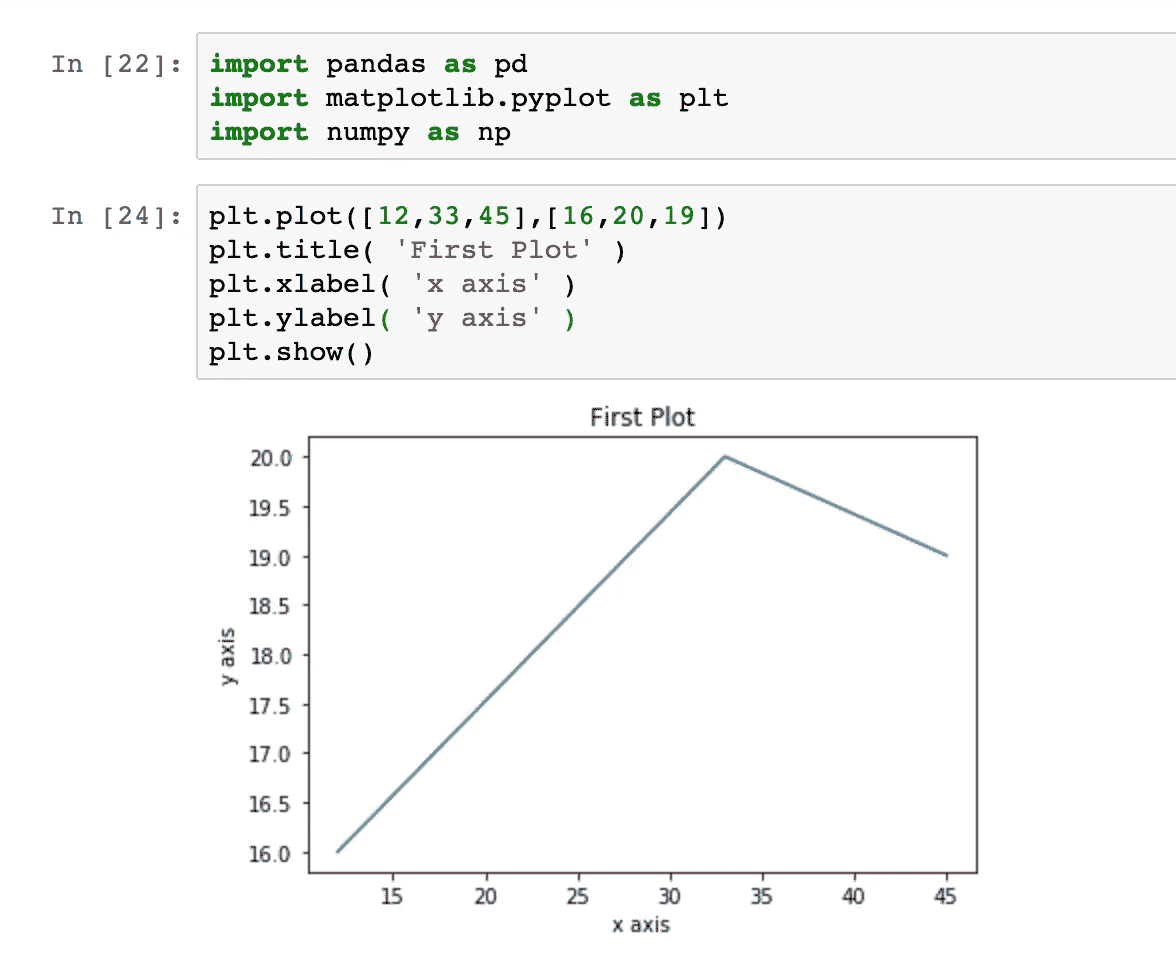 In [22]: import pandas as pd
import matplotlib.pyplot as plt
import numpy as np
In [24]: plt.plot([12,33,45],[16,20,19])
plt.title( 'First Plot' )
plt.xlabel( 'x axis' )
plt.ylabel( 'y axis' )
plt.show()
First Plot
20.0
19.5
19.0
18.5
18.0
17.5
17.0
16.5
16.0
y axis
15 20 25 30 35 40 45
x axis